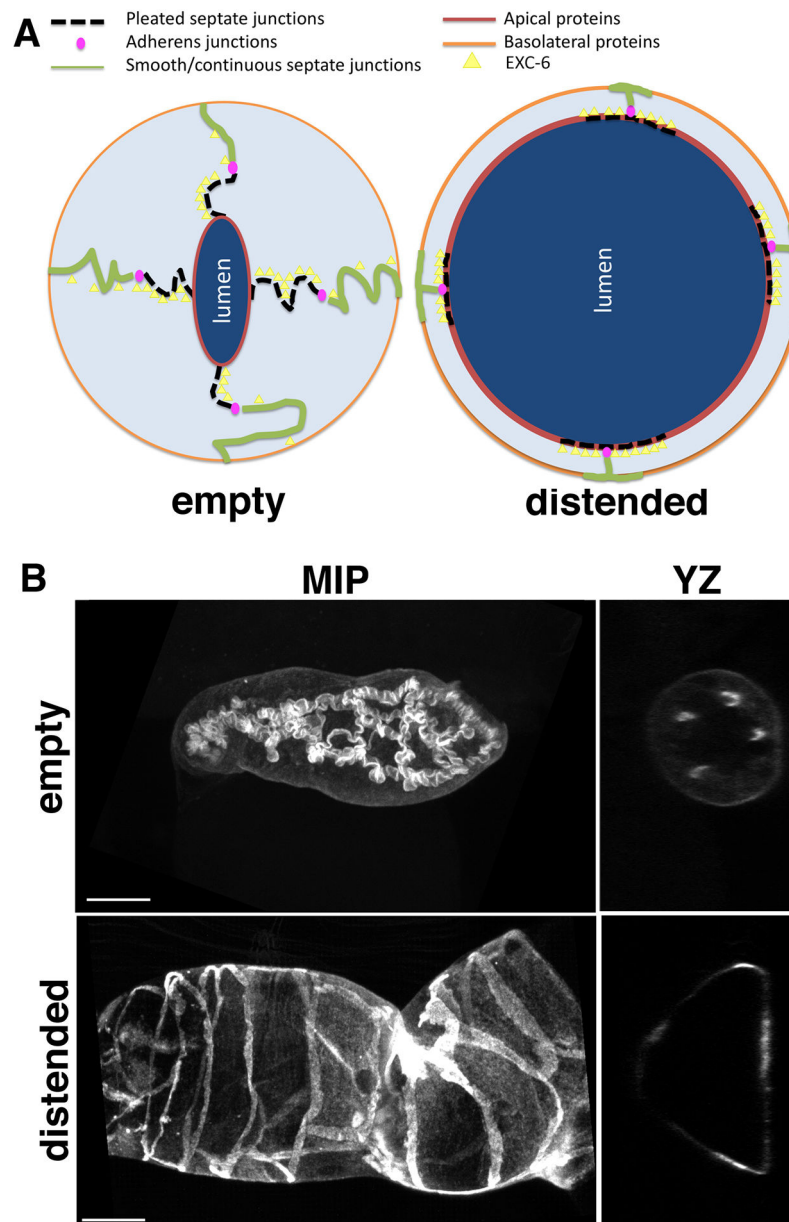 A
Pleated septate junctions
Adherens junctions
Smooth/continuous septate junctions
Apical proteins
Basolateral proteins
EXC-6
lumen
lumen
empty
distended
B
MIP
YZ
empty
distended